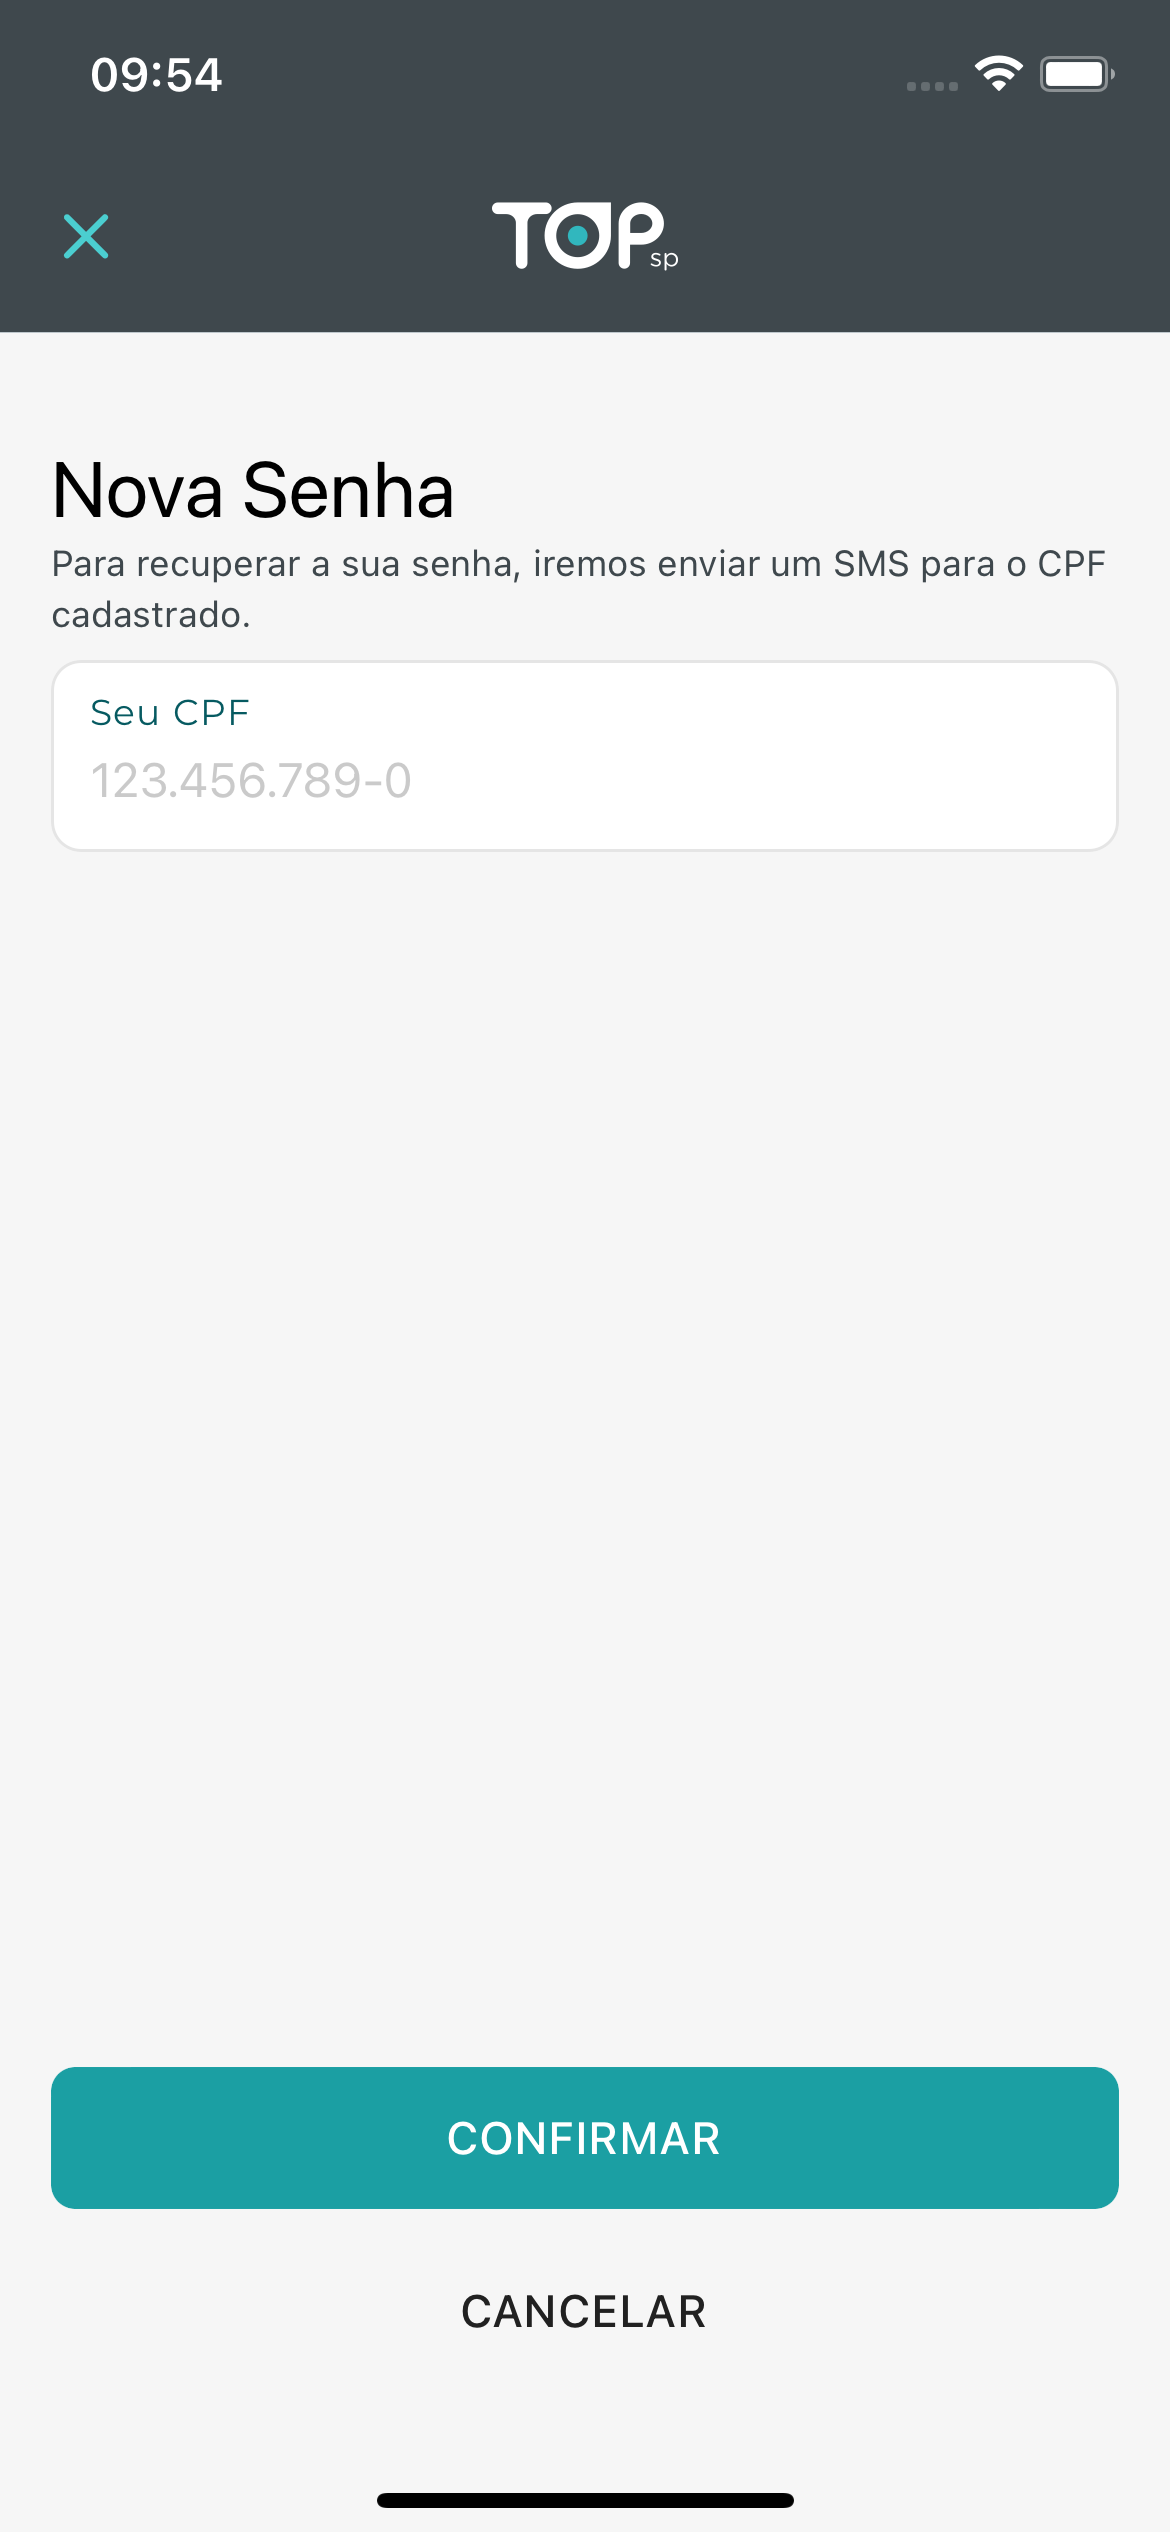 09:54
TOP sp
Nova Senha
Para recuperar a sua senha, iremos enviar um SMS para o CPF
cadastrado.
Seu CPF
123.456.789-0
CONFIRMAR
CANCELAR